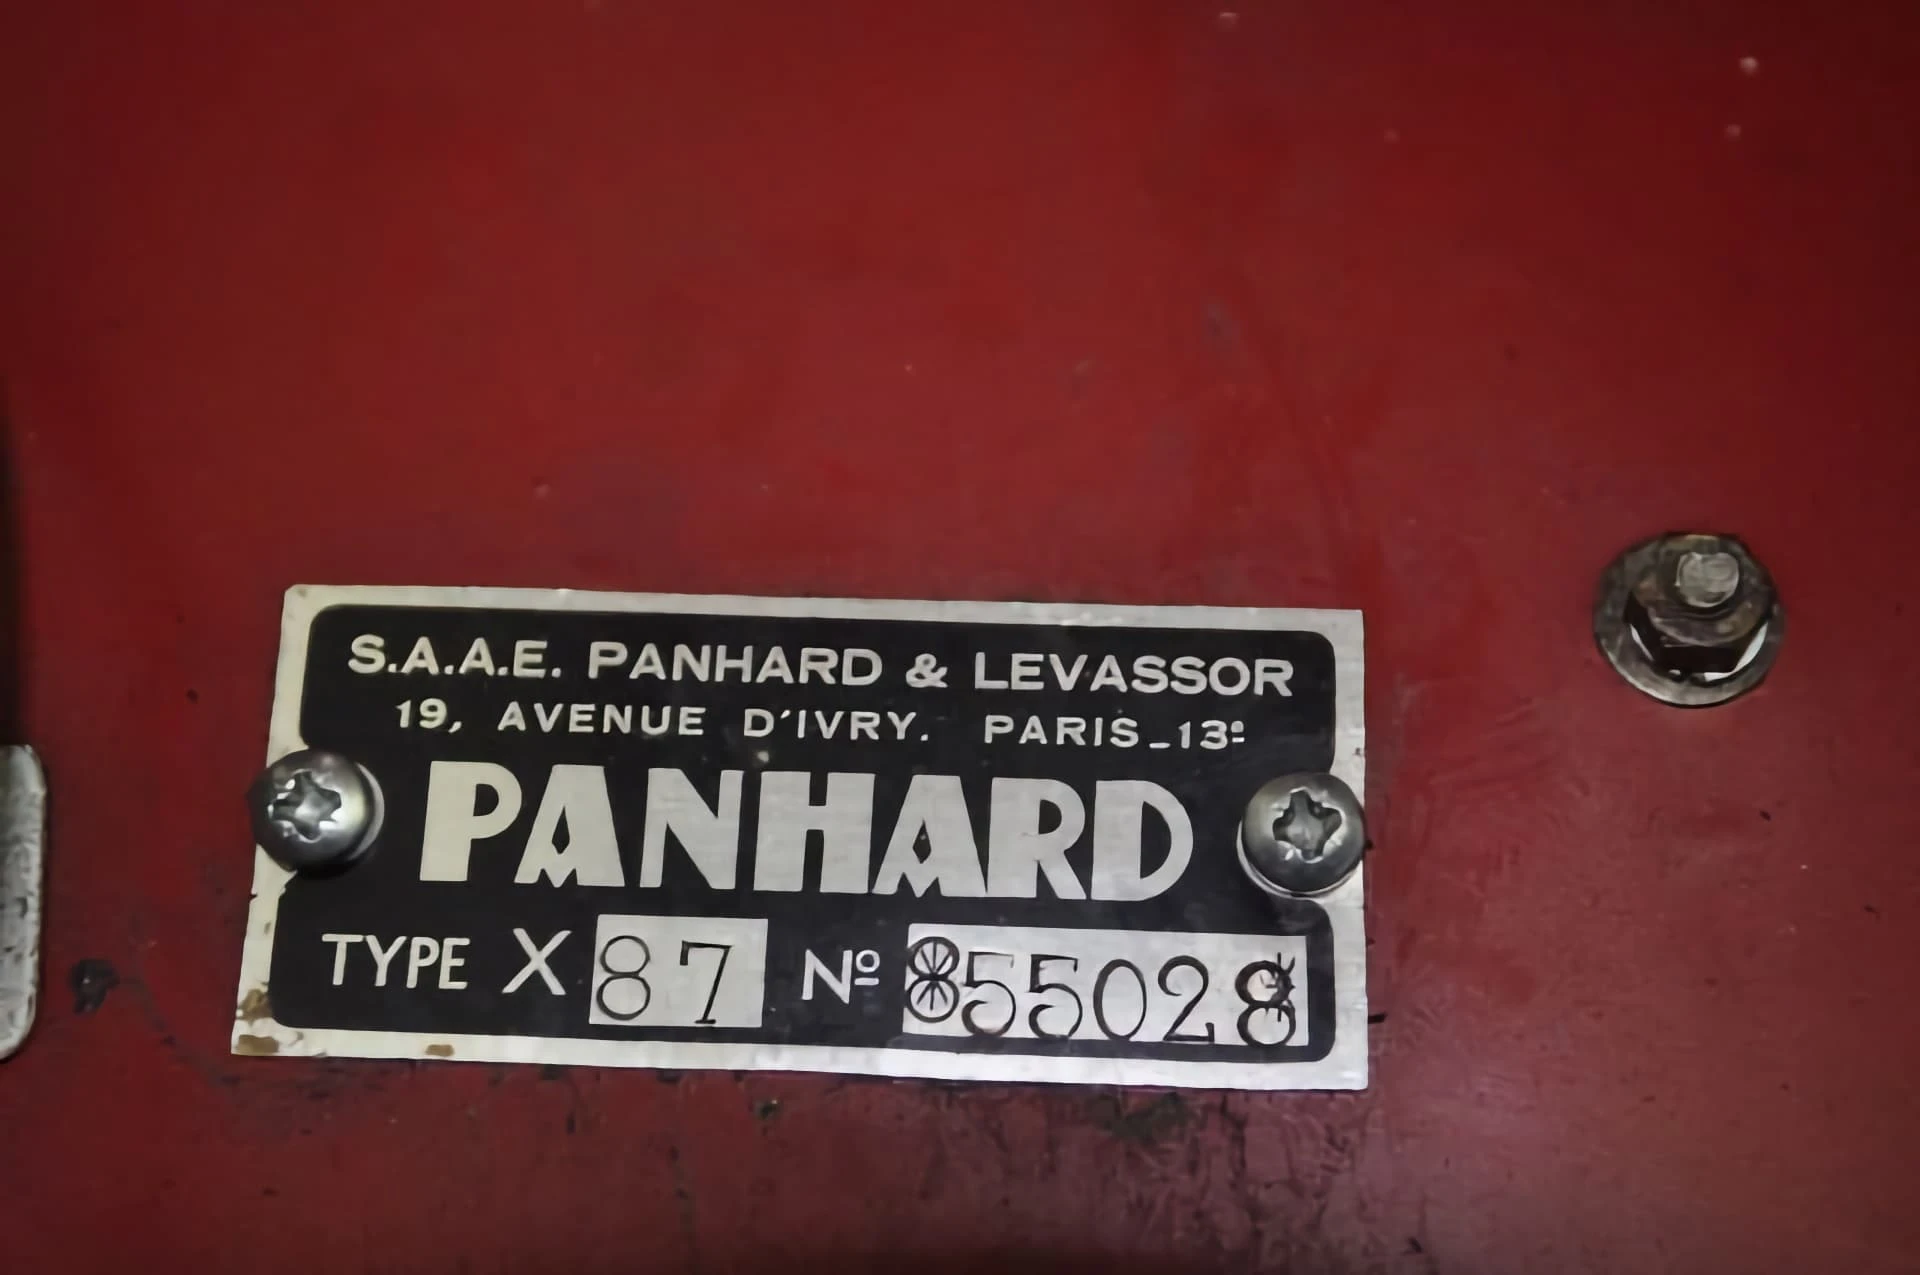 S.A.A.E. PANHARD & LEVASSOR
19, AVENUE D'IVRY. PARIS_13e
PANHARD
TYPE X 87 Nº 855028